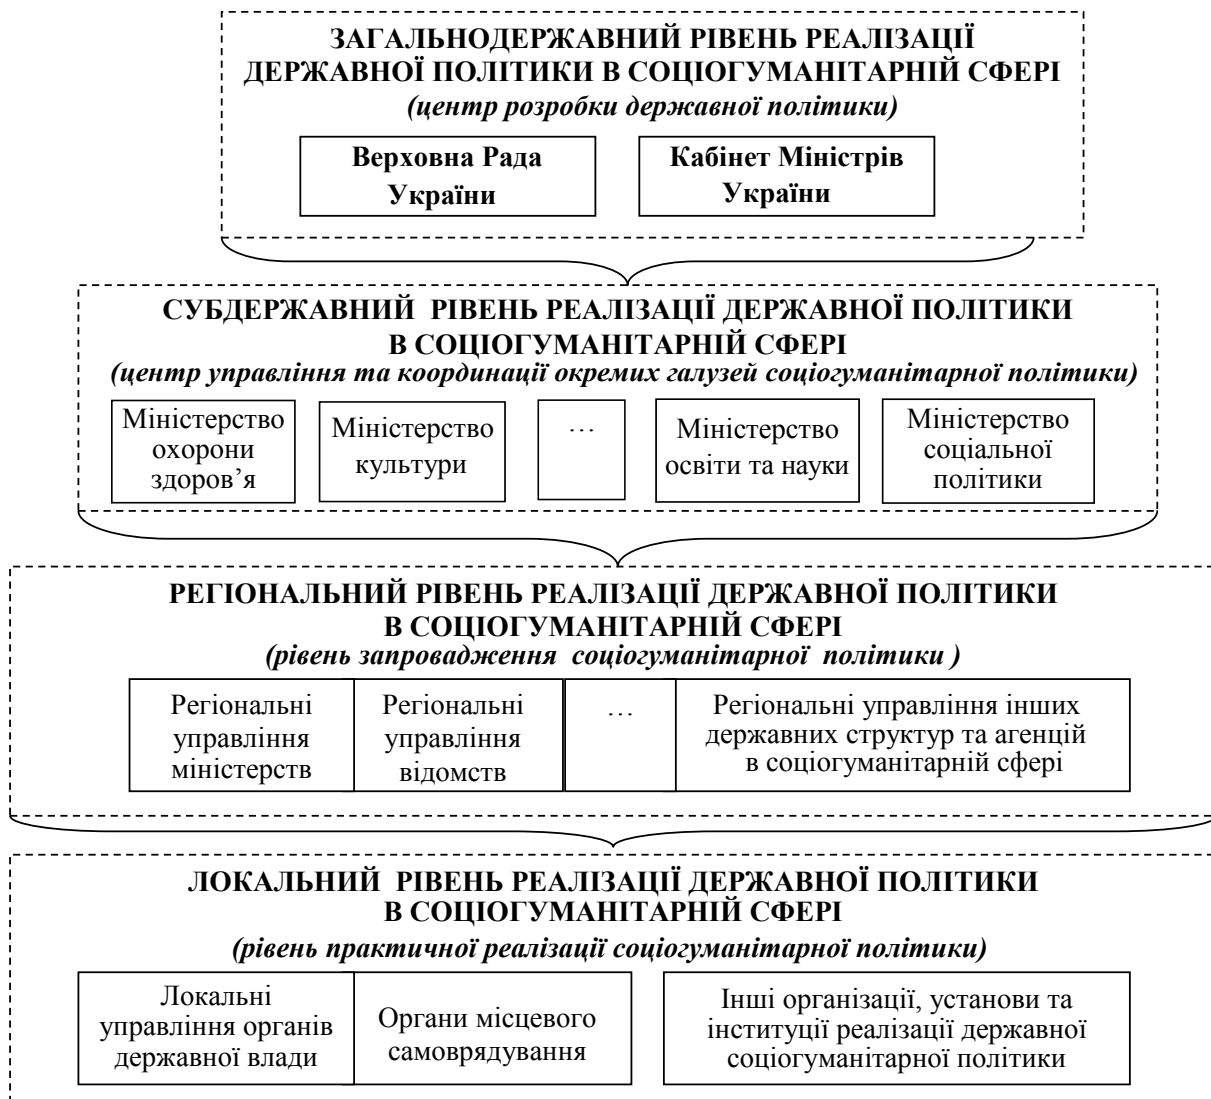 ЗАГАЛЬНОДЕРЖАВНИЙ РІВЕНЬ РЕАЛІЗАЦІЇ
ДЕРЖАВНОЇ ПОЛІТИКИ В СОЦІОГУМАНІТАРНІЙ СФЕРІ
(центр розробки державної політики)
Верховна Рада
України
Кабінет Міністрів
України
СУБДЕРЖАВНИЙ РІВЕНЬ РЕАЛІЗАЦІЇ ДЕРЖАВНОЇ ПОЛІТИКИ
В СОЦІОГУМАНІТАРНІЙ СФЕРІ
(центр управління та координації окремих галузей соціогуманітарної політики)
Міністерство
охорони
здоров’я
Міністерство
культури
…
Міністерство
освіти та науки
Міністерство
соціальної
політики
РЕГІОНАЛЬНИЙ РІВЕНЬ РЕАЛІЗАЦІЇ ДЕРЖАВНОЇ ПОЛІТИКИ
В СОЦІОГУМАНІТАРНІЙ СФЕРІ
(рівень запровадження соціогуманітарної політики )
Регіональні
управління
міністерств
Регіональні
управління
відомств
…
Регіональні управління інших
державних структур та агенцій
в соціогуманітарній сфері
ЛОКАЛЬНИЙ РІВЕНЬ РЕАЛІЗАЦІЇ ДЕРЖАВНОЇ ПОЛІТИКИ
В СОЦІОГУМАНІТАРНІЙ СФЕРІ
(рівень практичної реалізації соціогуманітарної політики)
Локальні
управління органів
державної влади
Органи місцевого
самоврядування
Інші організації, установи та
інституції реалізації державної
соціогуманітарної політики